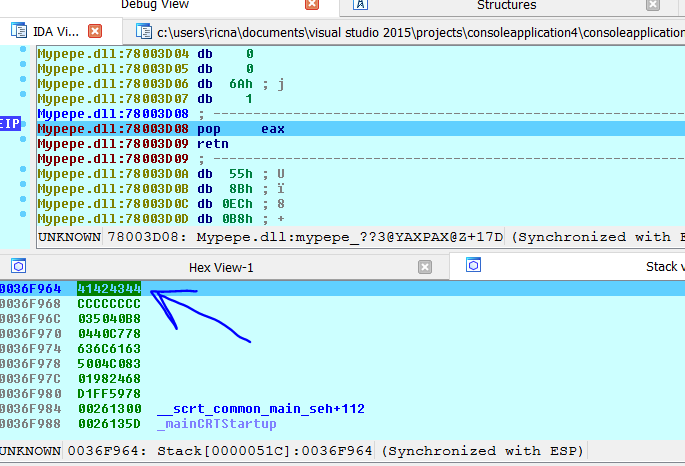 Debug View
Structures
IDA Vi...
c:\users\ricna\documents\visual studio 2015\projects\consoleapplication4\consoleapplication
Mypepe.dll:78003D04 db 0
Mypepe.dll:78003D05 db 0
Mypepe.dll:78003D06 db 6Ah ; j
Mypepe.dll:78003D07 db 1
Mypepe.dll:78003D08 ; ---------------------------------------------------------------------------
EIP Mypepe.dll:78003D08 pop eax
Mypepe.dll:78003D09 retn
Mypepe.dll:78003D09 ; ---------------------------------------------------------------------------
Mypepe.dll:78003D0A db 55h ; U
Mypepe.dll:78003D0B db 8Bh ; ï
Mypepe.dll:78003D0C db 0ECh ; 8
Mypepe.dll:78003D0D db 0B8h ; +
UNKNOWN 78003D08: Mypepe.dll:mypepe_??3@YAXPAX@Z+17D (Synchronized with E
Hex View-1
Stack v
0036F964 41424344
0036F968 CCCCCCCC
0036F96C 035040B8
0036F970 0440C778
0036F974 636C6163
0036F978 5004C083
0036F97C 01982468
0036F980 D1FF5978
0036F984 00261300 __scrt_common_main_seh+112
0036F988 0026135D _mainCRTStartup
UNKNOWN 0036F964: Stack[0000051C]:0036F964 (Synchronized with ESP)